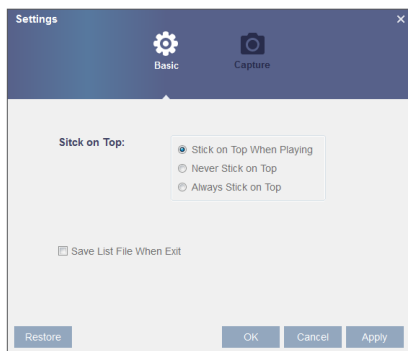 Settings
Basic
Capture
Sitck on Top:
Stick on Top When Playing
Never Stick on Top
Always Stick on Top
Save List File When Exit
Restore
OK
Cancel
Apply